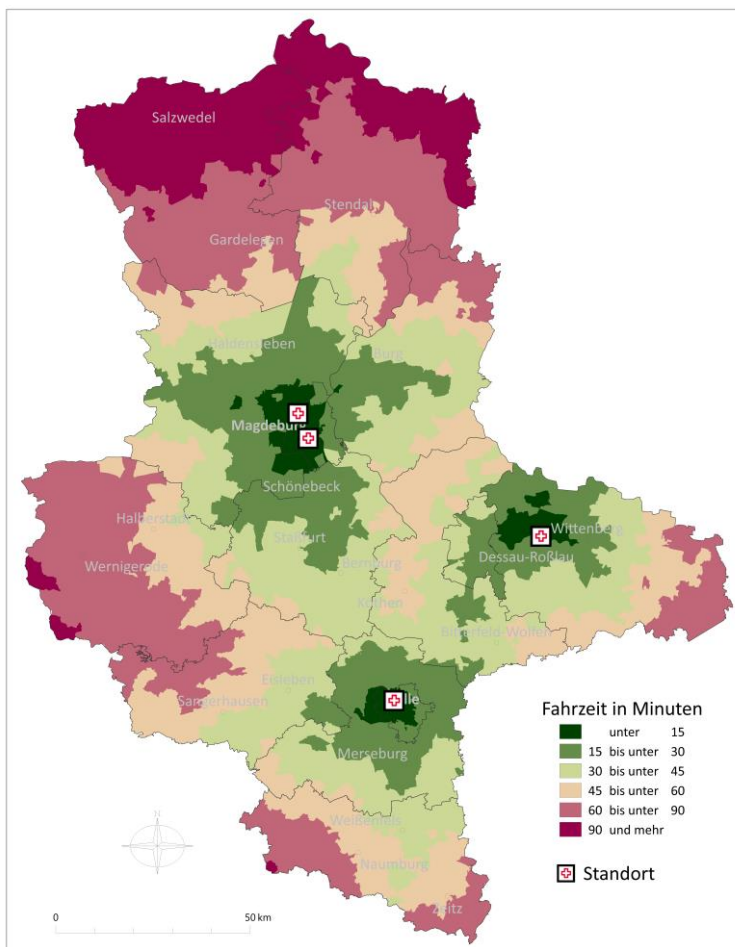 Salzwedel
Stendal
Gardelegen
Haldensleben
Burg
Magdeburg
Schönebeck
Halberstadt
Staßfurt
Wittenberg
Wernigerode
Bernburg
Dessau-Roßlau
Köthen
Bitterfeld-Wolfen
Eisleben
Sangerhausen
lle
Merseburg
Weißenfels
Naumburg
Zeitz
Fahrzeit in Minuten
unter 15
15 bis unter 30
30 bis unter 45
45 bis unter 60
60 bis unter 90
90 und mehr
Standort
N
0 50 km